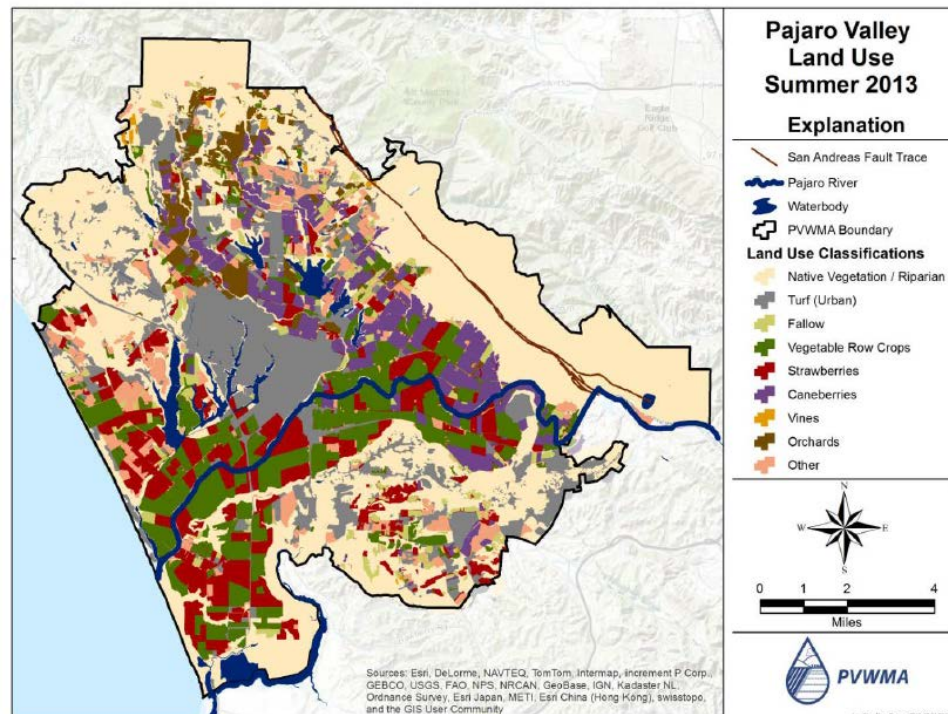 Pajaro Valley
Land Use
Summer 2013
Explanation
San Andreas Fault Trace
Pajaro River
Waterbody
PVWMA Boundary
Land Use Classifications
Native Vegetation / Riparian
Turf (Urban)
Fallow
Vegetable Row Crops
Strawberries
Caneberries
Vines
Orchards
Other
N
W E
S
0 1 2 4
Miles
PVWMA
Sources: Esri, DeLorme, NAVTEQ, TomTom, Intermap, increment P Corp.,
GEBCO, USGS, FAO, NPS, NRCAN, GeoBase, IGN, Kadaster NL,
Ordnance Survey, Esri Japan, METI, Esri China (Hong Kong), swisstopo,
and the GIS User Community